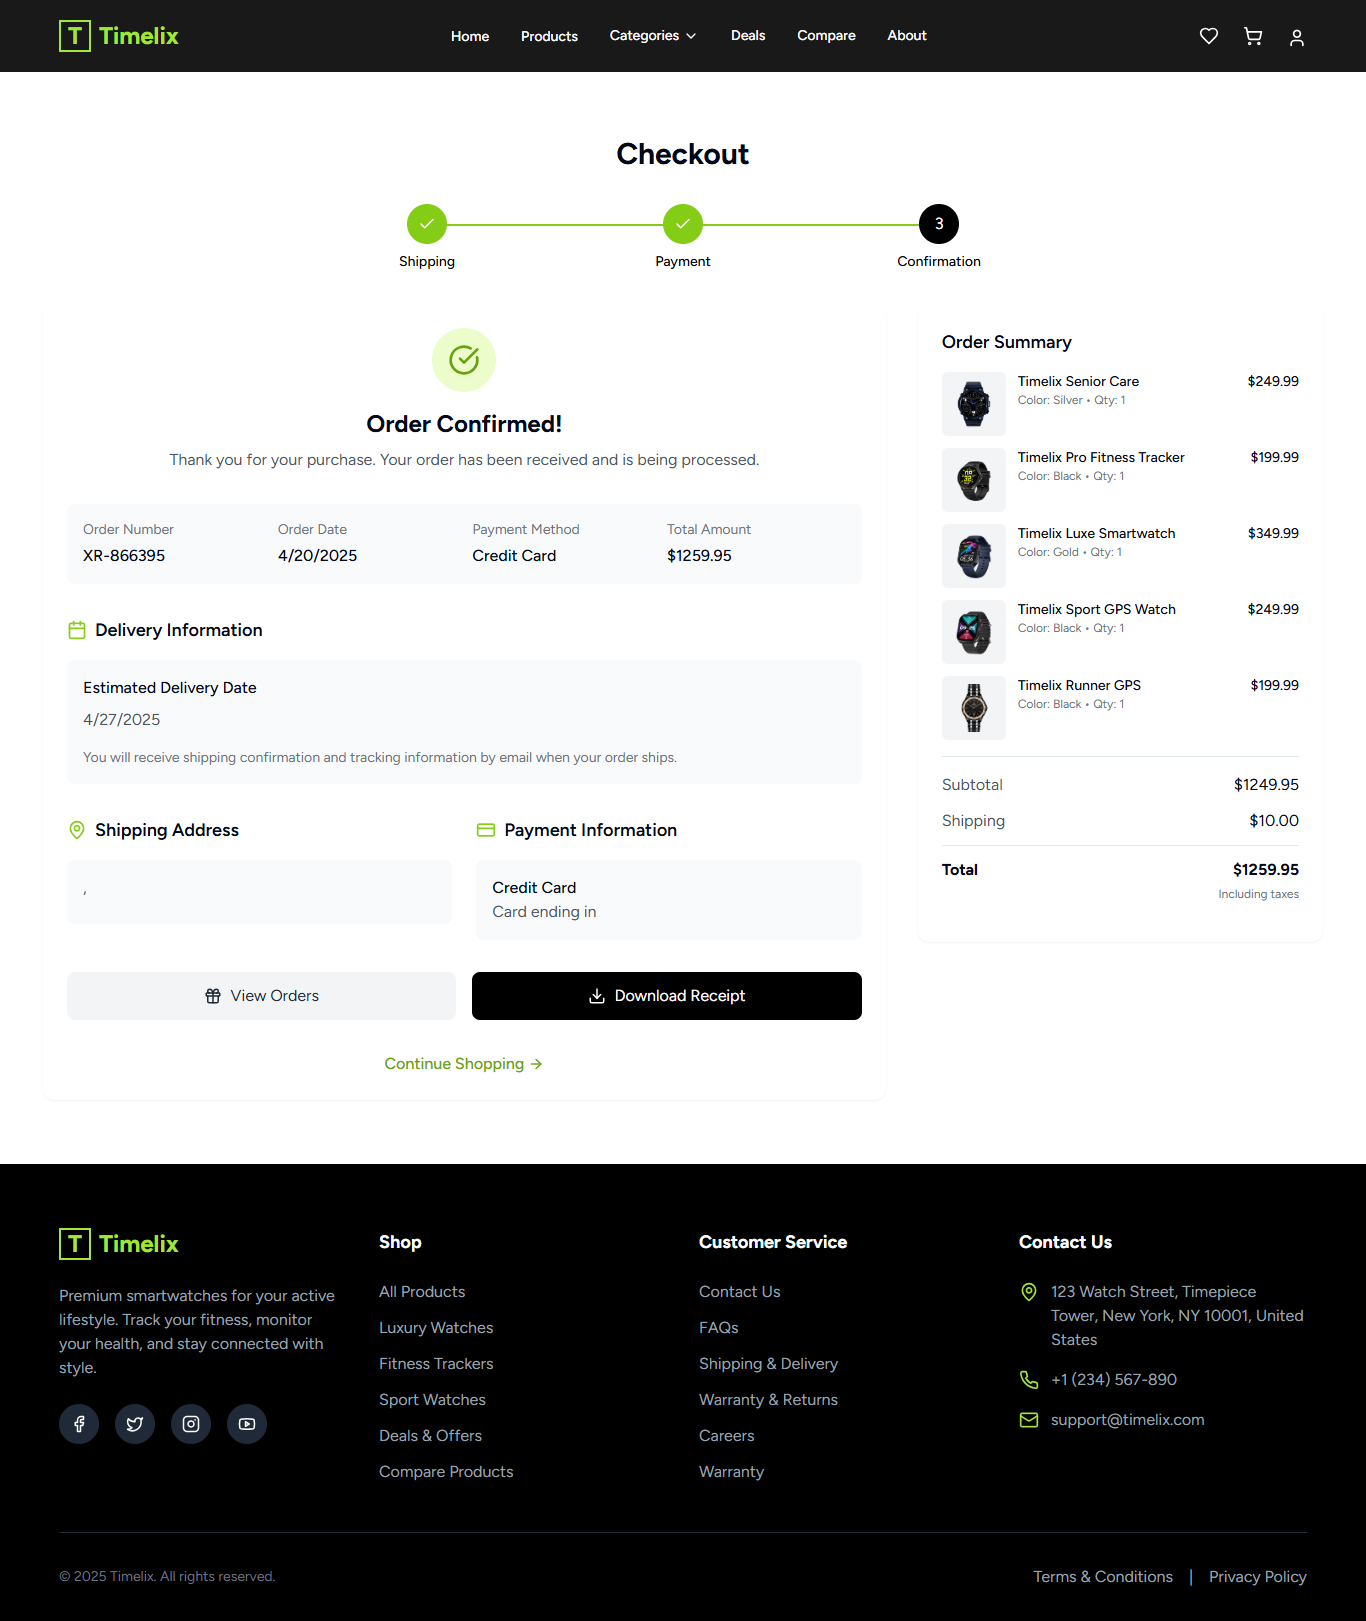 T Timelix
Home Products Categories Deals Compare About
Checkout
3
Shipping Payment Confirmation
Order Confirmed!
Thank you for your purchase. Your order has been received and is being processed.
Order Number Order Date Payment Method Total Amount
XR-866395 4/20/2025 Credit Card $1259.95
Delivery Information
Estimated Delivery Date
4/27/2025
You will receive shipping confirmation and tracking information by email when your order ships.
Shipping Address
,
Payment Information
Credit Card
Card ending in
View Orders
Download Receipt
Continue Shopping
Order Summary
Timelix Senior Care $249.99
Color: Silver • Qty: 1
Timelix Pro Fitness Tracker $199.99
Color: Black • Qty: 1
Timelix Luxe Smartwatch $349.99
Color: Gold • Qty: 1
Timelix Sport GPS Watch $249.99
Color: Black • Qty: 1
Timelix Runner GPS $199.99
Color: Black • Qty: 1
Subtotal $1249.95
Shipping $10.00
Total $1259.95
Including taxes
T Timelix
Premium smartwatches for your active
lifestyle. Track your fitness, monitor
your health, and stay connected with
style.
Shop
All Products
Luxury Watches
Fitness Trackers
Sport Watches
Deals & Offers
Compare Products
Customer Service
Contact Us
FAQs
Shipping & Delivery
Warranty & Returns
Careers
Warranty
Contact Us
123 Watch Street, Timepiece
Tower, New York, NY 10001, United
States
+1 (234) 567-890
support@timelix.com
© 2025 Timelix. All rights reserved.
Terms & Conditions | Privacy Policy